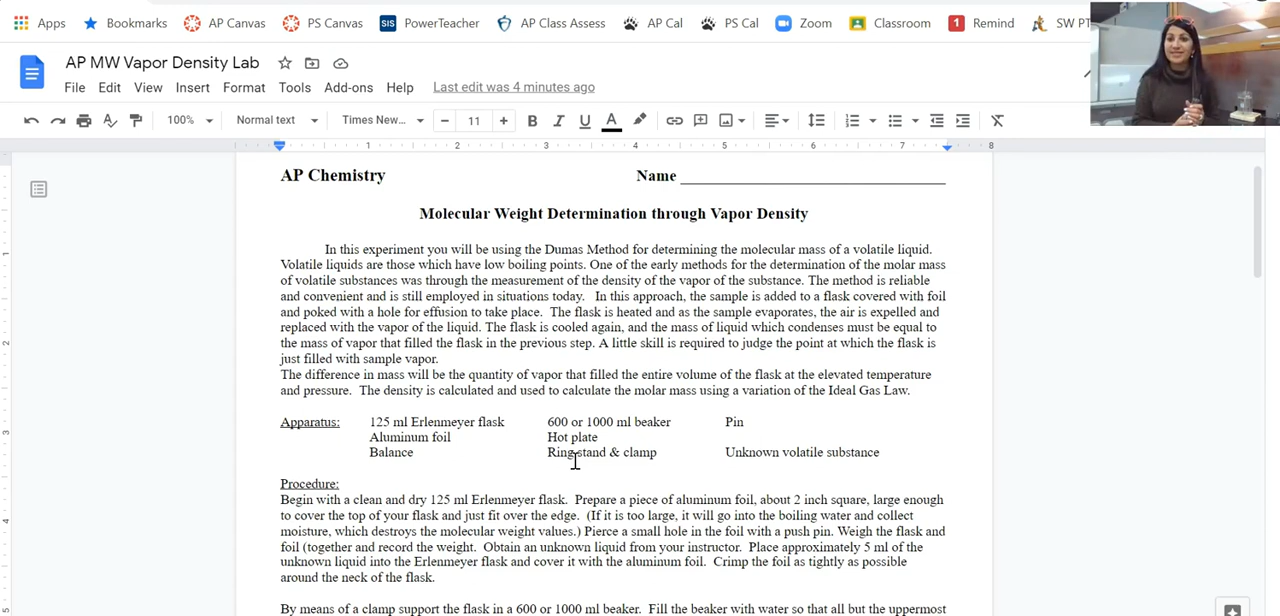 Apps Bookmarks AP Canvas PS Canvas SIS PowerTeacher AP Class Assess AP Cal PS Cal Zoom Classroom 1 Remind SW PT
AP MW Vapor Density Lab
File Edit View Insert Format Tools Add-ons Help Last edit was 4 minutes ago
100% Normal text Times New... 11 B I U A
1 2 3 4 5 6 7 8
AP Chemistry Name
Molecular Weight Determination through Vapor Density
In this experiment you will be using the Dumas Method for determining the molecular mass of a volatile liquid.
Volatile liquids are those which have low boiling points. One of the early methods for the determination of the molar mass
of volatile substances was through the measurement of the density of the vapor of the substance. The method is reliable
and convenient and is still employed in situations today. In this approach, the sample is added to a flask covered with foil
and poked with a hole for effusion to take place. The flask is heated and as the sample evaporates, the air is expelled and
replaced with the vapor of the liquid. The flask is cooled again, and the mass of liquid which condenses must be equal to
the mass of vapor that filled the flask in the previous step. A little skill is required to judge the point at which the flask is
just filled with sample vapor.
The difference in mass will be the quantity of vapor that filled the entire volume of the flask at the elevated temperature
and pressure. The density is calculated and used to calculate the molar mass using a variation of the Ideal Gas Law.
Apparatus: 125 ml Erlenmeyer flask 600 or 1000 ml beaker Pin
Aluminum foil Hot plate
Balance Ring stand & clamp Unknown volatile substance
Procedure:
Begin with a clean and dry 125 ml Erlenmeyer flask. Prepare a piece of aluminum foil, about 2 inch square, large enough
to cover the top of your flask and just fit over the edge. (If it is too large, it will go into the boiling water and collect
moisture, which destroys the molecular weight values.) Pierce a small hole in the foil with a push pin. Weigh the flask and
foil (together and record the weight. Obtain an unknown liquid from your instructor. Place approximately 5 ml of the
unknown liquid into the Erlenmeyer flask and cover it with the aluminum foil. Crimp the foil as tightly as possible
around the neck of the flask.
By means of a clamp support the flask in a 600 or 1000 ml beaker. Fill the beaker with water so that all but the uppermost